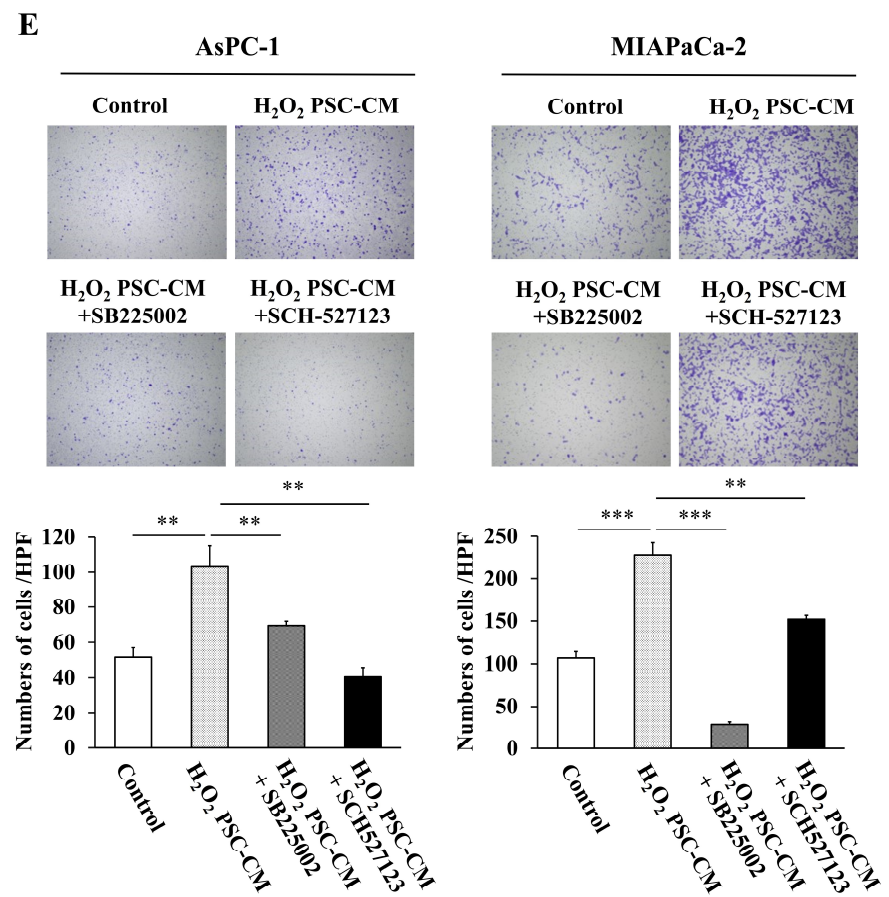 E
AsPC-1
Control
H₂O₂ PSC-CM
H₂O₂ PSC-CM
+SB225002
H₂O₂ PSC-CM
+SCH-527123
**
**
**
Numbers of cells /HPF
120
100
80
60
40
20
0
Control
H₂O₂ PSC-CM
H₂O₂ PSC-CM
+ SB225002
H₂O₂ PSC-CM
+ SCH527123
MIAPaCa-2
Control
H₂O₂ PSC-CM
H₂O₂ PSC-CM
+SB225002
H₂O₂ PSC-CM
+SCH-527123
**
***
***
Numbers of cells /HPF
250
200
150
100
50
0
Control
H₂O₂ PSC-CM
H₂O₂ PSC-CM
+ SB225002
H₂O₂ PSC-CM
+ SCH527123